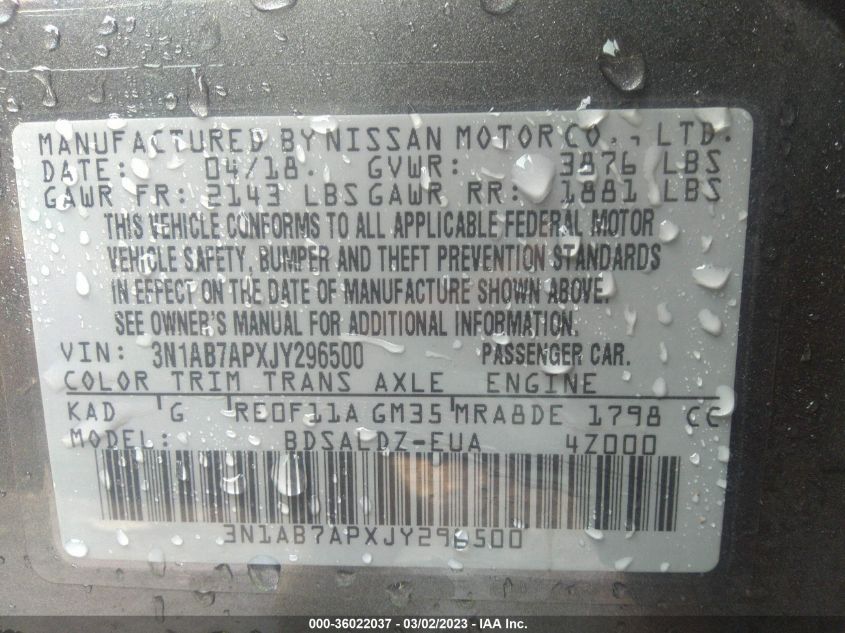 MANUFACTURED BY NISSAN MOTOR CO., LTD.
DATE: 04/18. GVWR: 3876 LBS
GAWR FR: 2143 LBS GAWR RR: 1881 LBS
THIS VEHICLE CONFORMS TO ALL APPLICABLE FEDERAL MOTOR
VEHICLE SAFETY, BUMPER AND THEFT PREVENTION STANDARDS
IN EFFECT ON THE DATE OF MANUFACTURE SHOWN ABOVE.
SEE OWNER'S MANUAL FOR ADDITIONAL INFORMATION.
VIN: 3N1AB7APXJY296500 PASSENGER CAR.
COLOR TRIM TRANS AXLE ENGINE
KAD G RE0F11A GM35 MRA8DE 1798 CC
MODEL: BDSALDZ-EUA 4Z000
3N1AB7APXJY296500
000-36022037 - 03/02/2023 - IAA Inc.